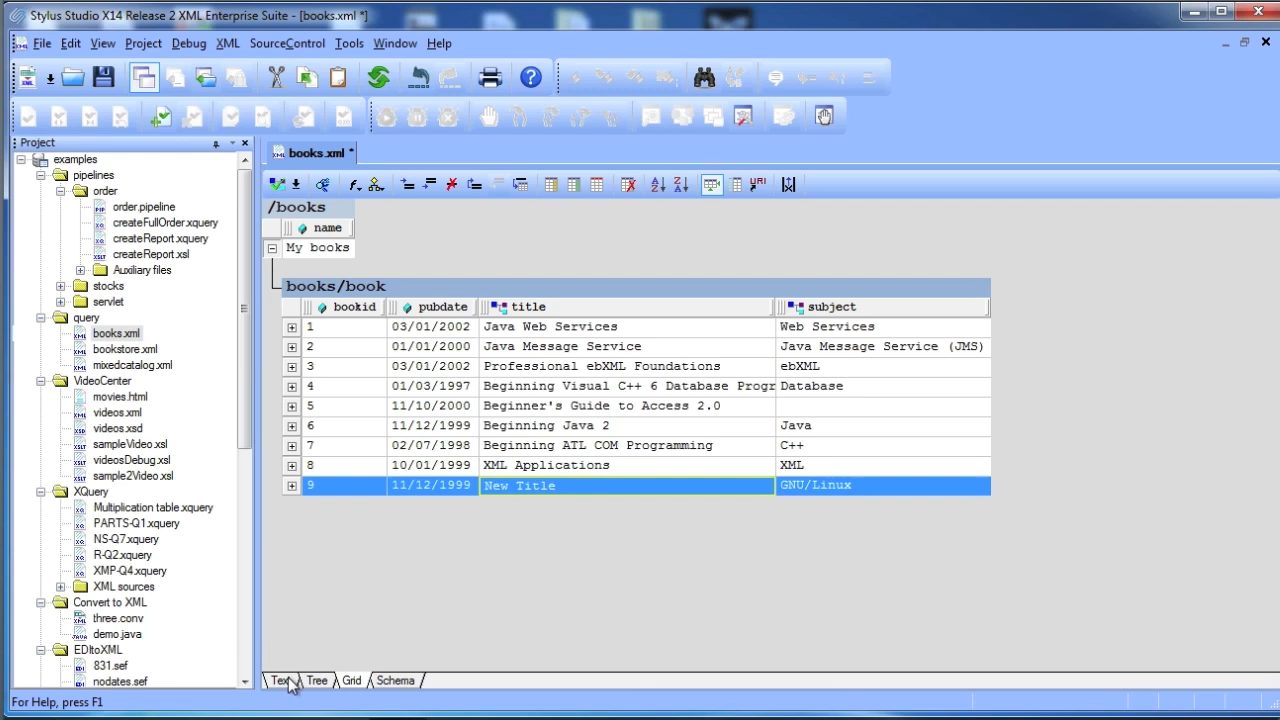 Stylus Studio X14 Release 2 XML Enterprise Suite - [books.xml *]
File Edit View Project Debug XML SourceControl Tools Window Help
Project
examples
pipelines
order
order.pipeline
createFullOrder.xquery
createReport.xquery
createReport.xsl
Auxiliary files
stocks
servlet
query
books.xml
bookstore.xml
mixedcatalog.xml
VideoCenter
movies.html
videos.xml
videos.xsd
sampleVideo.xsl
videosDebug.xsl
sample2Video.xsl
XQuery
Multiplication table.xquery
PARTS-Q1.xquery
NS-Q7.xquery
R-Q2.xquery
XMP-Q4.xquery
XML sources
Convert to XML
three.conv
demo.java
EDItoXML
831.sef
nodates.sef
books.xml *
/books
name
My books
books/book
bookid pubdate title subject
1 03/01/2002 Java Web Services Web Services
2 01/01/2000 Java Message Service Java Message Service (JMS)
3 03/01/2002 Professional ebXML Foundations ebXML
4 01/03/1997 Beginning Visual C++ 6 Database Progr Database
5 11/10/2000 Beginner's Guide to Access 2.0
6 11/12/1999 Beginning Java 2 Java
7 02/07/1998 Beginning ATL COM Programming C++
8 10/01/1999 XML Applications XML
9 11/12/1999 New Title GNU/Linux
Text Tree Grid Schema
For Help, press F1